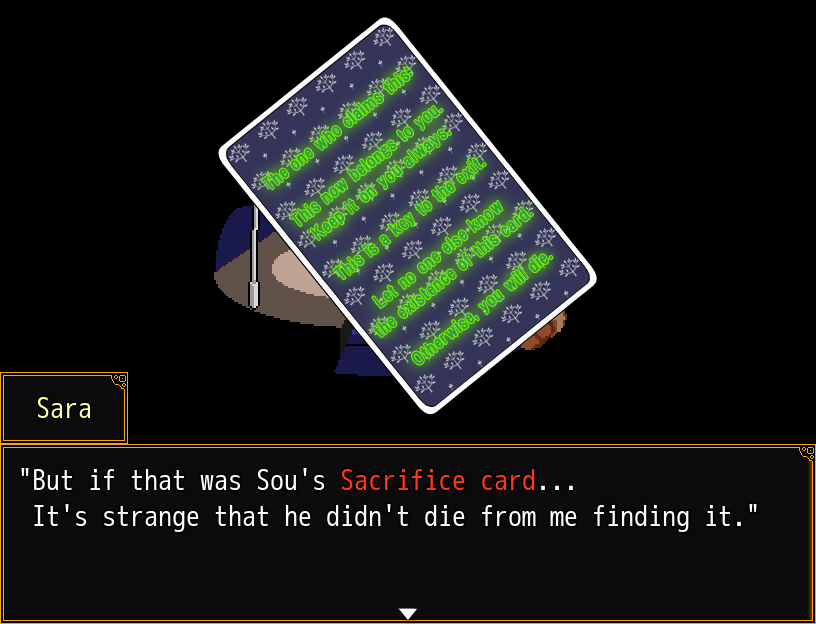 The one who claims this:
This now belongs to you.
Keep it on you always.
This is a key to the exit.
Let no one else know
the existance of this card.
Otherwise, you will die.
Sara
"But if that was Sou's Sacrifice card...
It's strange that he didn't die from me finding it."